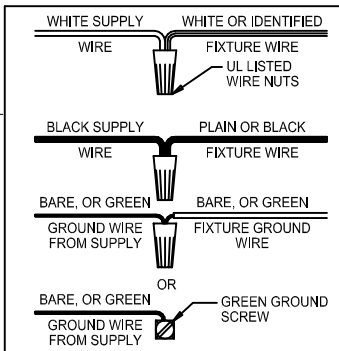 WHITE SUPPLY
WIRE
WHITE OR IDENTIFIED
FIXTURE WIRE
UL LISTED
WIRE NUTS
BLACK SUPPLY
WIRE
PLAIN OR BLACK
FIXTURE WIRE
BARE, OR GREEN
GROUND WIRE
FROM SUPPLY
BARE, OR GREEN
FIXTURE GROUND
WIRE
OR
BARE, OR GREEN
GROUND WIRE
FROM SUPPLY
GREEN GROUND
SCREW